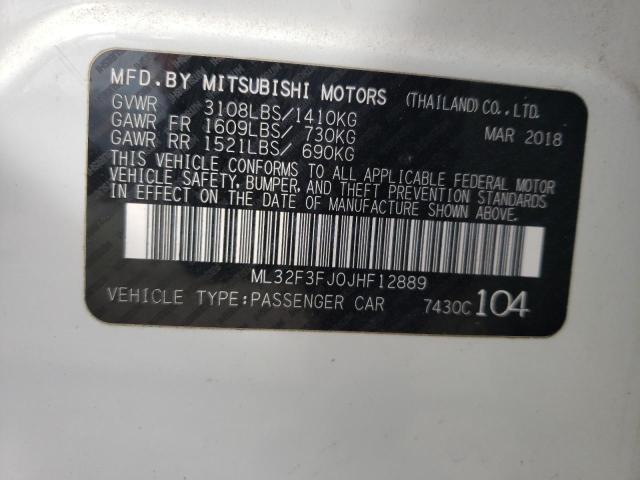 MFD.BY MITSUBISHI MOTORS (THAILAND) CO., LTD.
GVWR 3108LBS/1410KG MAR 2018
GAWR FR 1609LBS/ 730KG
GAWR RR 1521LBS/ 690KG
THIS VEHICLE CONFORMS TO ALL APPLICABLE FEDERAL MOTOR
VEHICLE SAFETY, BUMPER, AND THEFT PREVENTION STANDARDS
IN EFFECT ON THE DATE OF MANUFACTURE SHOWN ABOVE.
ML32F3FJ0JHF12889
VEHICLE TYPE:PASSENGER CAR 7430C 104